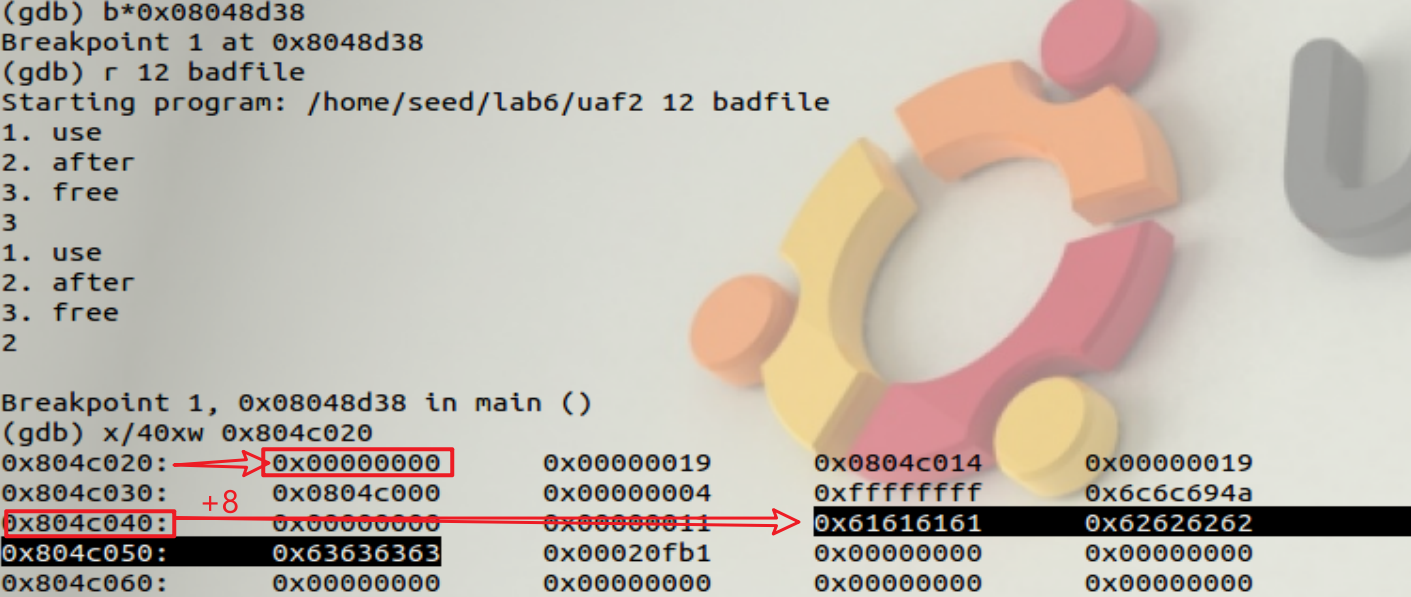 (gdb) b*0x08048d38
Breakpoint 1 at 0x8048d38
(gdb) r 12 badfile
Starting program: /home/seed/lab6/uaf2 12 badfile
1. use
2. after
3. free
3
1. use
2. after
3. free
2
Breakpoint 1, 0x08048d38 in main ()
(gdb) x/40xw 0x804c020
0x804c020: 0x00000000 0x00000019 0x0804c014 0x00000019
0x804c030: 0x0804c000 0x00000004 0xffffffff 0x6c6c694a
+8
0x804c040: 0x00000000 0x00000011 0x61616161 0x62626262
0x804c050: 0x63636363 0x00020fb1 0x00000000 0x00000000
0x804c060: 0x00000000 0x00000000 0x00000000 0x00000000